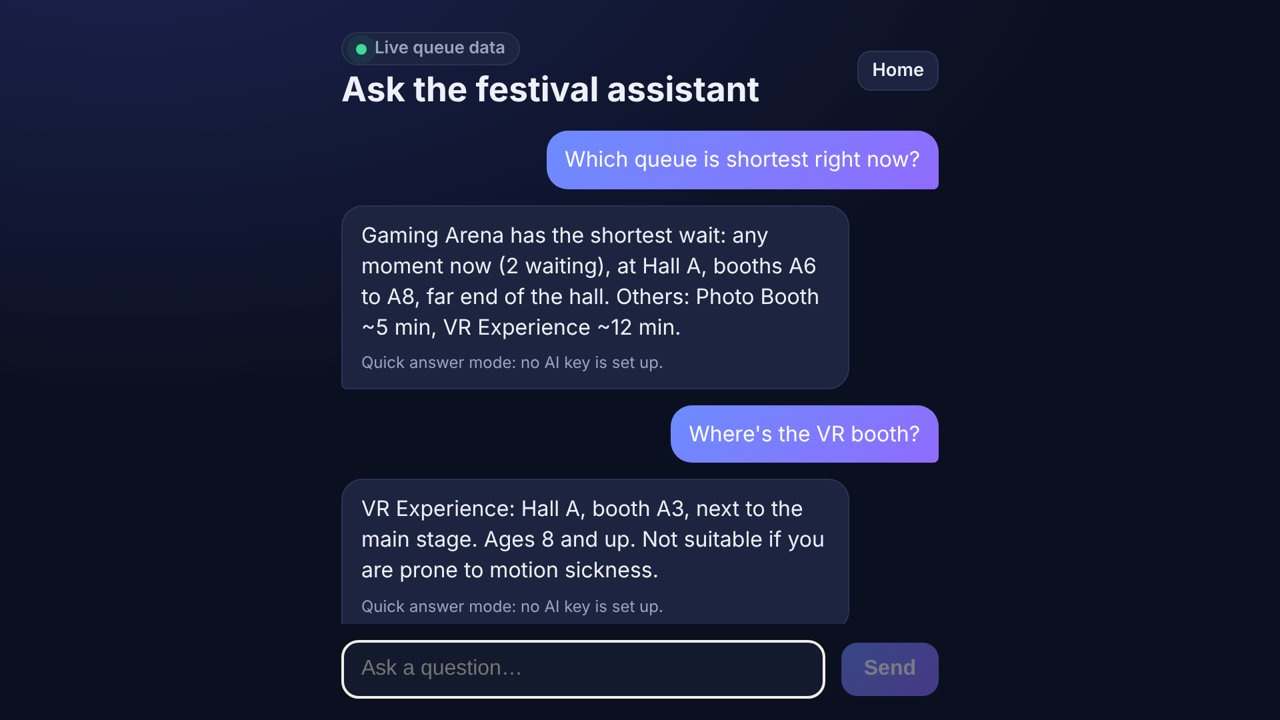 Live queue data
Ask the festival assistant
Home
Which queue is shortest right now?
Gaming Arena has the shortest wait: any
moment now (2 waiting), at Hall A, booths A6
to A8, far end of the hall. Others: Photo Booth
~5 min, VR Experience ~12 min.
Quick answer mode: no AI key is set up.
Where's the VR booth?
VR Experience: Hall A, booth A3, next to the
main stage. Ages 8 and up. Not suitable if you
are prone to motion sickness.
Quick answer mode: no AI key is set up.
Ask a question…
Send